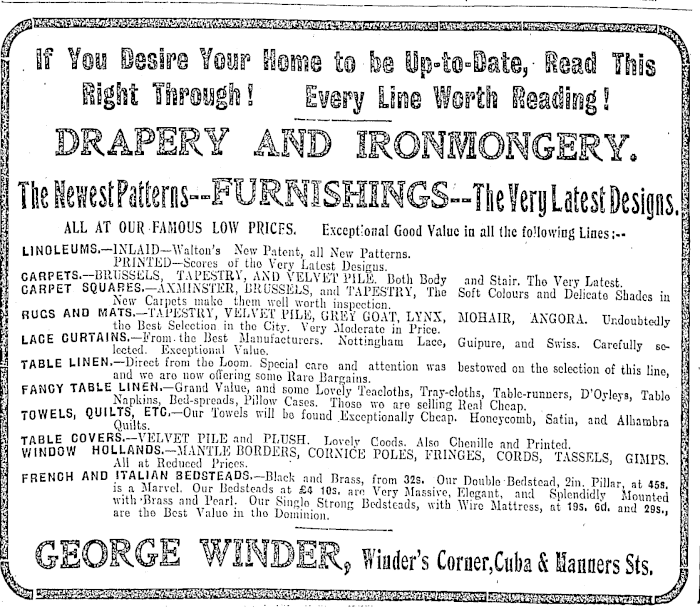 If You Desire Your Home to be Up-to-Date, Read This
Right Through! Every Line Worth Reading!
DRAPERY AND IRONMONGERY.
The Newest Patterns--FURNISHINGS--The Very Latest Designs.
ALL AT OUR FAMOUS LOW PRICES. Exceptional Good Value in all the following Lines:--
LINOLEUMS.—INLAID—Walton's New Patent, all New Patterns.
PRINTED—Scores of the Very Latest Designs.
CARPETS.—BRUSSELS, TAPESTRY, AND VELVET PILE. Both Body and Stair. The Very Latest.
CARPET SQUARES.—AXMINSTER, BRUSSELS, and TAPESTRY, The Soft Colours and Delicate Shades in
New Carpets make them well worth inspection.
RUGS AND MATS.—TAPESTRY, VELVET PILE, GREY GOAT, LYNX, MOHAIR, ANGORA. Undoubtedly
the Best Selection in the City. Very Moderate in Price.
LACE CURTAINS.—From the Best Manufacturers. Nottingham Lace, Guipure, and Swiss. Carefully se-
lected. Exceptional Value.
TABLE LINEN.—Direct from the Loom. Special care and attention was bestowed on the selection of this line,
and we are now offering some Rare Bargains.
FANCY TABLE LINEN.—Grand Value, and some Lovely Teacloths, Tray-cloths, Table-runners, D'Oyleys, Table
Napkins, Bed-spreads, Pillow Cases. Those we are selling Real Cheap.
TOWELS, QUILTS, ETC.—Our Towels will be found Exceptionally Cheap. Honeycomb, Satin, and Alhambra
Quilts.
TABLE COVERS.—VELVET PILE and PLUSH. Lovely Goods. Also Chenille and Printed.
WINDOW HOLLANDS.—MANTLE BORDERS, CORNICE POLES, FRINGES, CORDS, TASSELS, GIMPS.
All at Reduced Prices.
FRENCH AND ITALIAN BEDSTEADS.—Black and Brass, from 32s. Our Double Bedstead, 2in. Pillar, at 45s.
is a Marvel. Our Bedsteads at £4 10s. are Very Massive, Elegant, and Splendidly Mounted
with Brass and Pearl. Our Single Strong Bedsteads, with Wire Mattress, at 19s. 6d. and 29s.,
are the Best Value in the Dominion.
GEORGE WINDER, Winder's Corner, Cuba & Manners Sts.